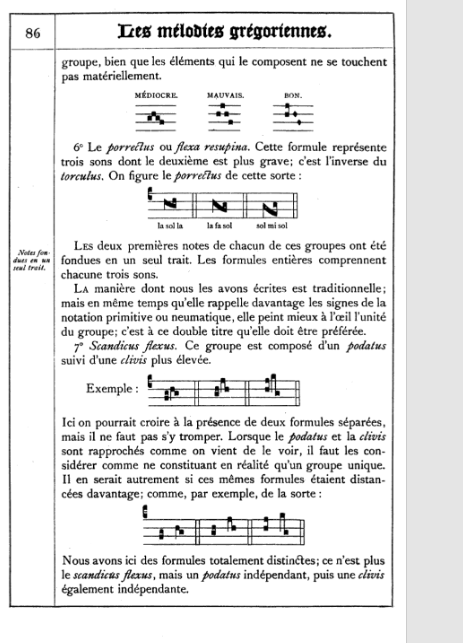 86
Les mélodies grégoriennes.
groupe, bien que les éléments qui le composent ne se touchent
pas matériellement.
MÉDIOCRE. MAUVAIS. BON.
6º Le porrectus ou flexa resupina. Cette formule représente
trois sons dont le deuxième est plus grave; c'est l'inverse du
torculus. On figure le porrectus de cette sorte :
la sol la la fa sol sol mi sol
Notes fon-
dues en un
seul trait.
LES deux premières notes de chacun de ces groupes ont été
fondues en un seul trait. Les formules entières comprennent
chacune trois sons.
LA manière dont nous les avons écrites est traditionnelle;
mais en même temps qu'elle rappelle davantage les signes de la
notation primitive ou neumatique, elle peint mieux à l'œil l'unité
du groupe; c'est à ce double titre qu'elle doit être préférée.
7º Scandicus flexus. Ce groupe est composé d'un podatus
suivi d'une clivis plus élevée.
Exemple :
Ici on pourrait croire à la présence de deux formules séparées,
mais il ne faut pas s'y tromper. Lorsque le podatus et la clivis
sont rapprochés comme on vient de le voir, il faut les con-
sidérer comme ne constituant en réalité qu'un groupe unique.
Il en serait autrement si ces mêmes formules étaient distan-
cées davantage; comme, par exemple, de la sorte :
Nous avons ici des formules totalement distinctes; ce n'est plus
le scandicus flexus, mais un podatus indépendant, puis une clivis
également indépendante.